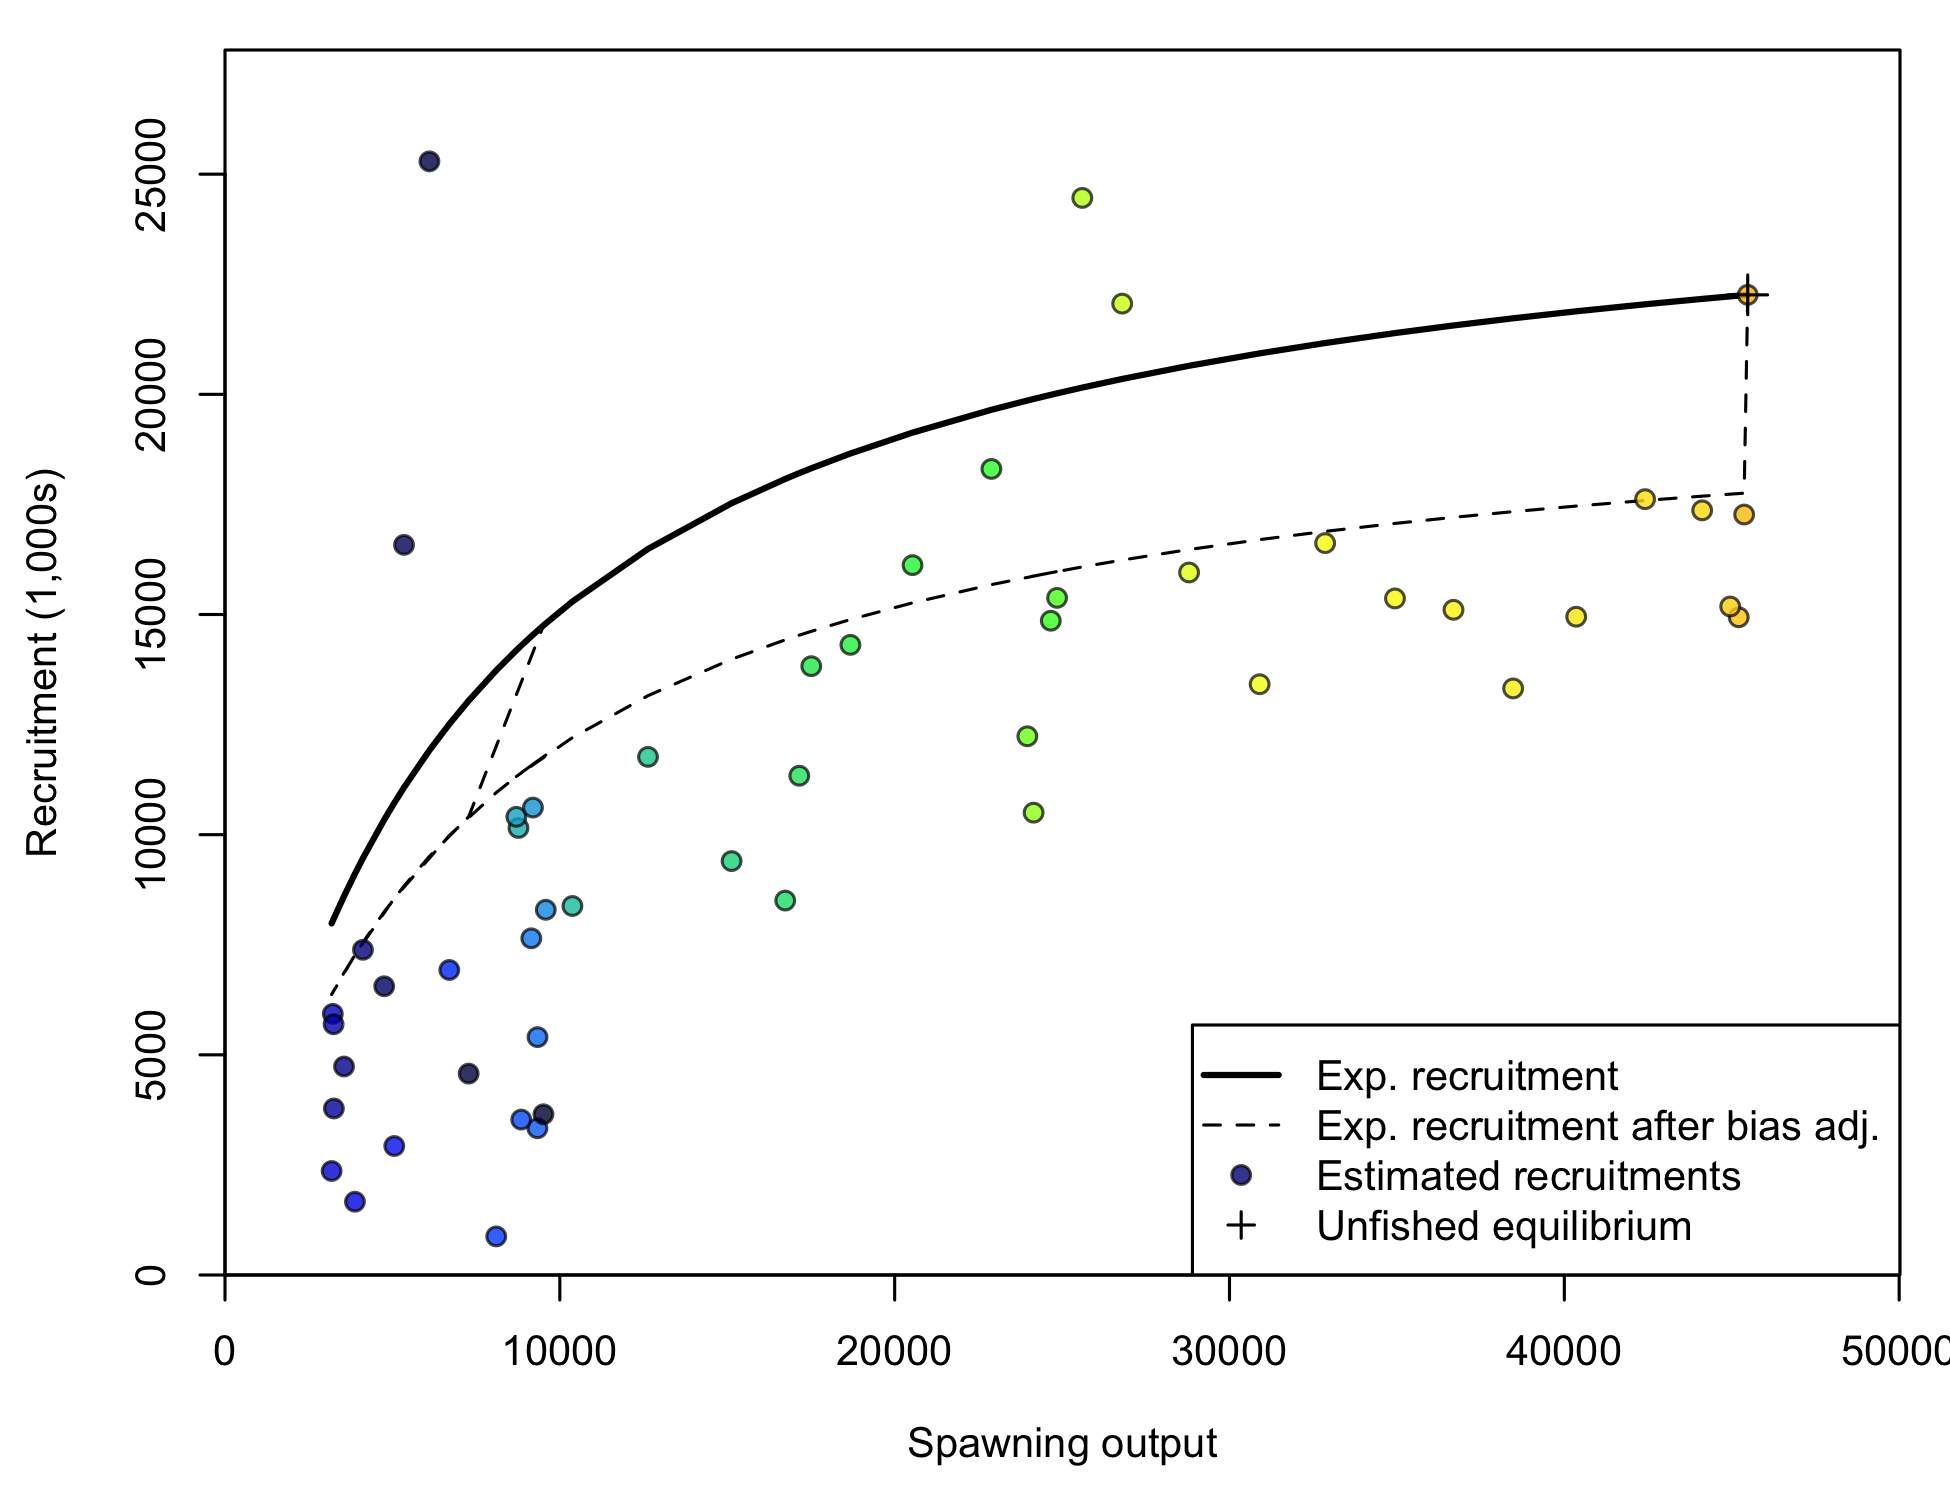 Recruitment (1,000s)
25000
20000
15000
10000
5000
0
0 10000 20000 30000 40000 50000
Spawning output
Exp. recruitment
Exp. recruitment after bias adj.
Estimated recruitments
Unfished equilibrium